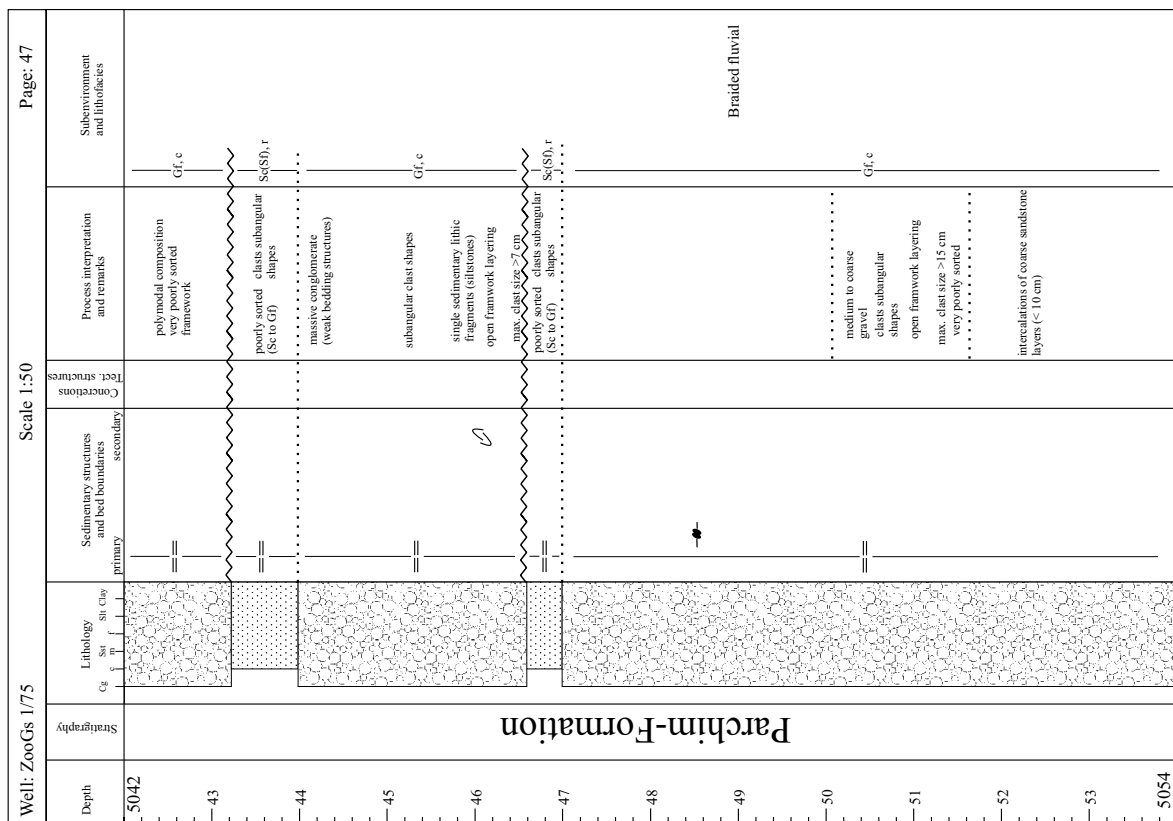 Well: ZooGs 1/75
Scale 1:50
Page: 47
Depth
Stratigraphy
Lithology
Cg
c
Sst
m
f
Slt
Clay
Sedimentary structures
and bed boundaries
primary
secondary
Concretions
Tect. structures
Process interpretation
and remarks
Subenvironment
and lithofacies
5042
43
44
45
46
47
48
49
50
51
52
53
5054
Parchim-Formation
polymodal composition
very poorly sorted
framework
poorly sorted clasts subangular
(Sc to Gf) shapes
massive conglomerate
(weak bedding structures)
subangular clast shapes
single sedimentary lithic
fragments (siltstones)
open framwork layering
max. clast size >7 cm
poorly sorted clasts subangular
(Sc to Gf) shapes
medium to coarse
gravel
clasts subangular
shapes
open framwork layering
max. clast size >15 cm
very poorly sorted
intercalations of coarse sandstone
layers (< 10 cm)
Gf, c
Sc(Sf), r
Gf, c
Sc(Sf), r
Gf, c
Braided fluvial